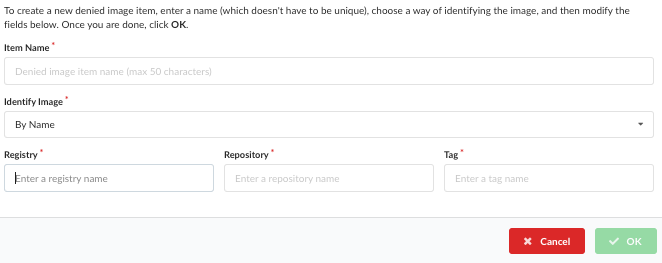 To create a new denied image item, enter a name (which doesn't have to be unique), choose a way of identifying the image, and then modify the
fields below. Once you are done, click OK.
Item Name *
Denied image item name (max 50 characters)
Identify Image *
By Name
Registry * Repository * Tag *
Enter a registry name Enter a repository name Enter a tag name
Cancel OK